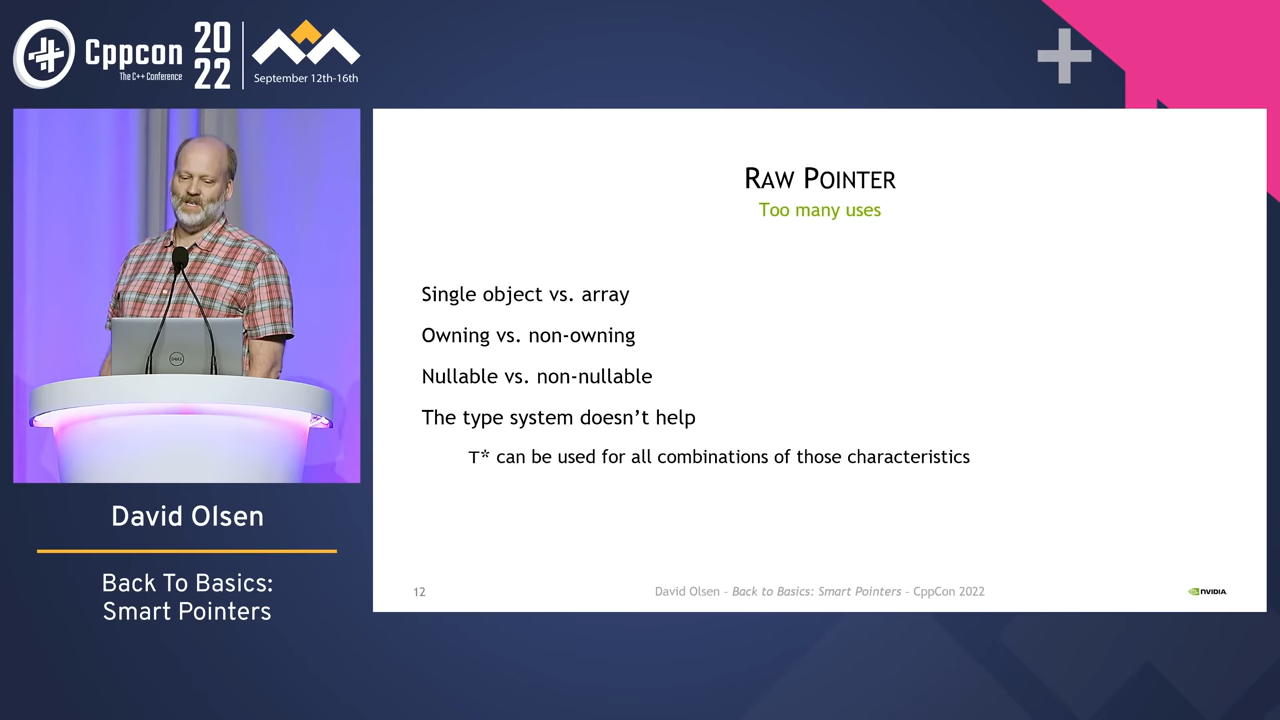 Cppcon
The C++ Conference
20
22
September 12th-16th
DELL
David Olsen
Back To Basics:
Smart Pointers
RAW POINTER
Too many uses
Single object vs. array
Owning vs. non-owning
Nullable vs. non-nullable
The type system doesn’t help
T* can be used for all combinations of those characteristics
12
David Olsen – Back to Basics: Smart Pointers – CppCon 2022
NVIDIA.